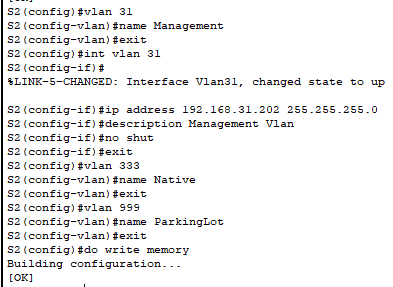 [OK]
S2(config)#vlan 31
S2(config-vlan)#name Management
S2(config-vlan)#exit
S2(config)#int vlan 31
S2(config-if)#
%LINK-5-CHANGED: Interface Vlan31, changed state to up
S2(config-if)#ip address 192.168.31.202 255.255.255.0
S2(config-if)#description Management Vlan
S2(config-if)#no shut
S2(config-if)#exit
S2(config)#vlan 333
S2(config-vlan)#name Native
S2(config-vlan)#exit
S2(config)#vlan 999
S2(config-vlan)#name ParkingLot
S2(config-vlan)#exit
S2(config)#do write memory
Building configuration...
[OK]